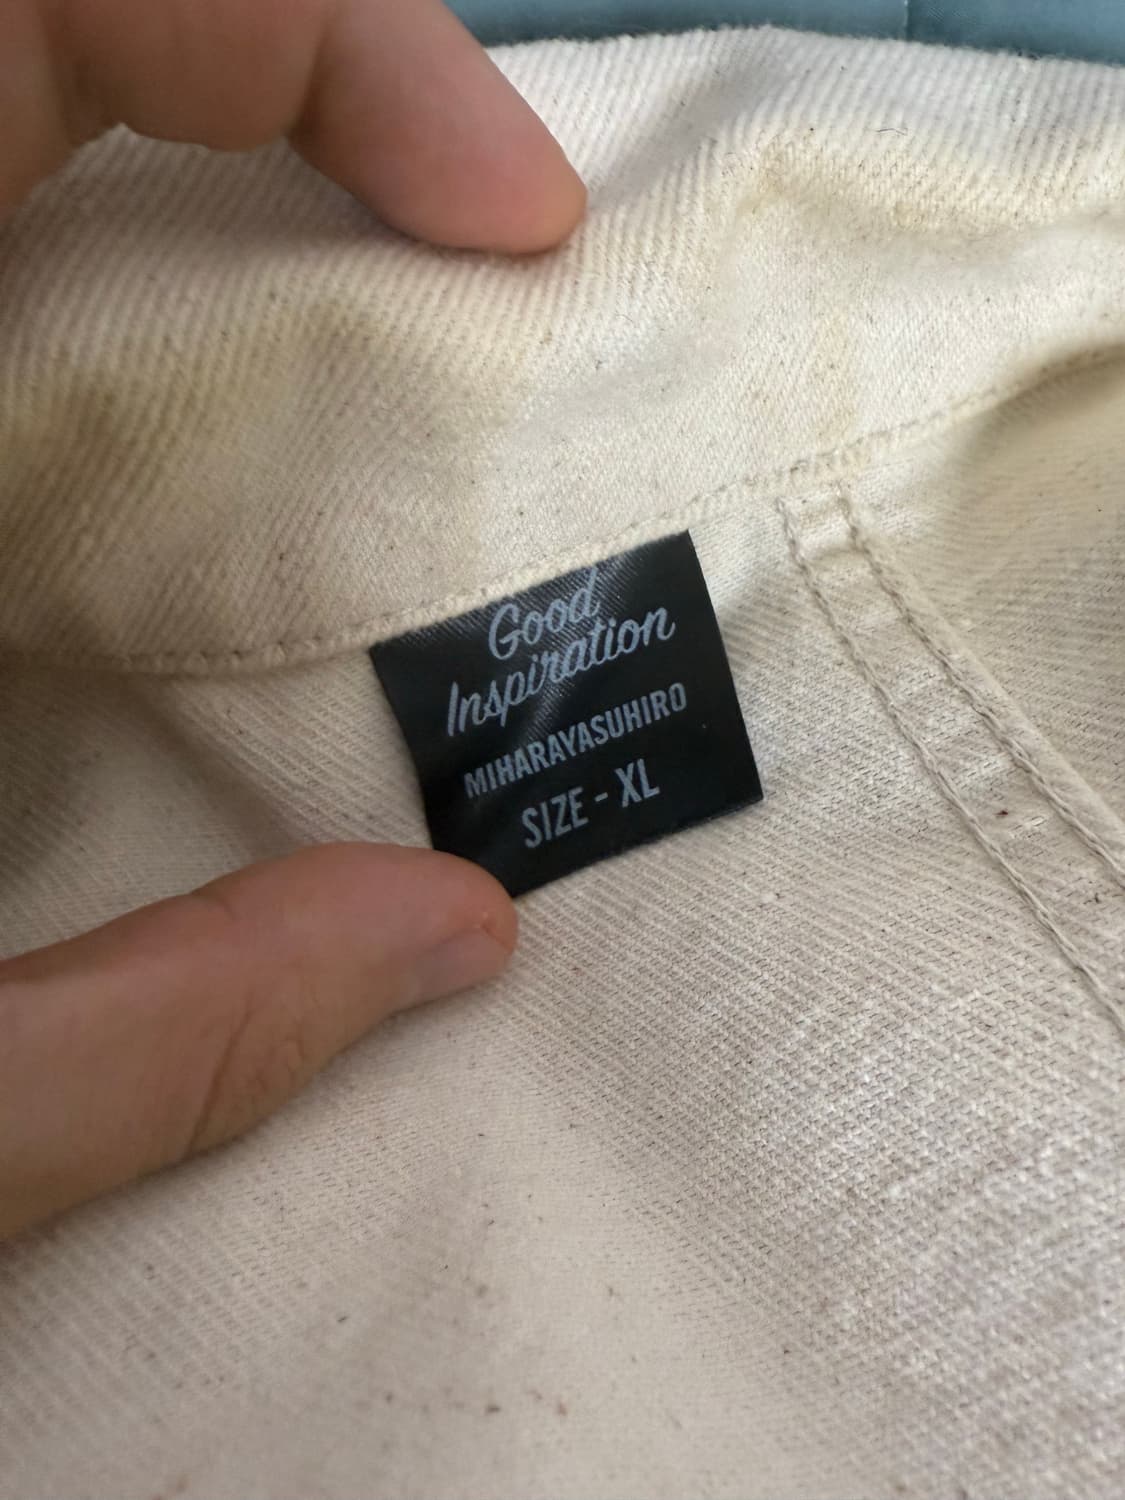 Good
Inspiration
MIHARAYASUHIRO
SIZE - XL